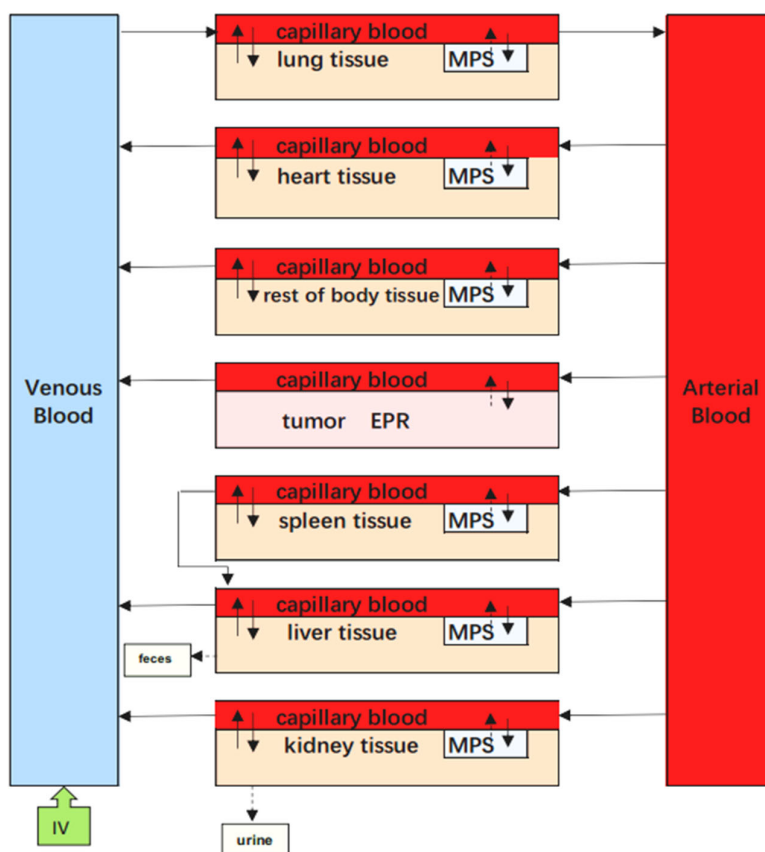 capillary blood
lung tissue
MPS
capillary blood
heart tissue
MPS
capillary blood
rest of body tissue
MPS
Venous
Blood
capillary blood
tumor EPR
Arterial
Blood
capillary blood
spleen tissue
MPS
capillary blood
liver tissue
MPS
feces
capillary blood
kidney tissue
MPS
IV
urine